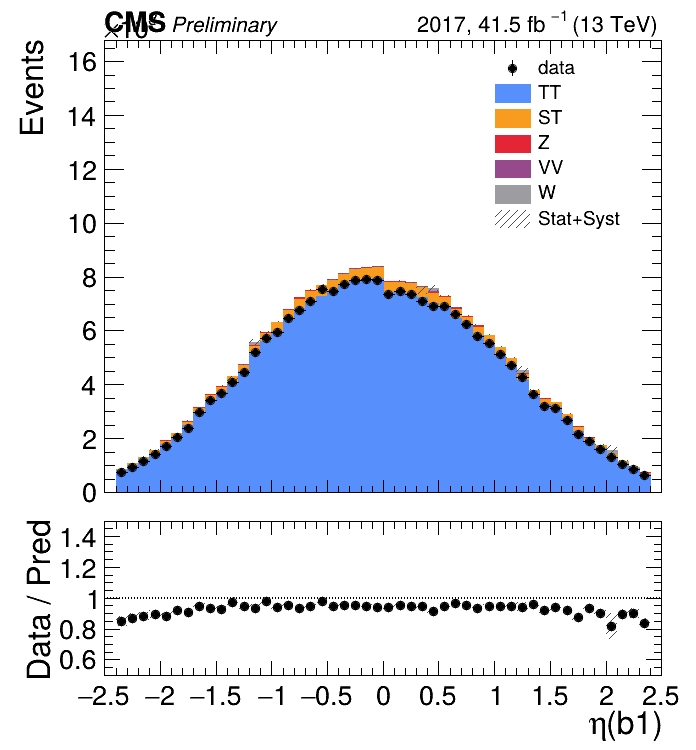 CMS Preliminary 2017, 41.5 fb⁻¹ (13 TeV)
Events
16
14
12
10
8
6
4
2
0
data
TT
ST
Z
VV
W
Stat+Syst
Data / Pred
1.4
1.2
1
0.8
0.6
−2.5 −2 −1.5 −1 −0.5 0 0.5 1 1.5 2 2.5
η(b1)